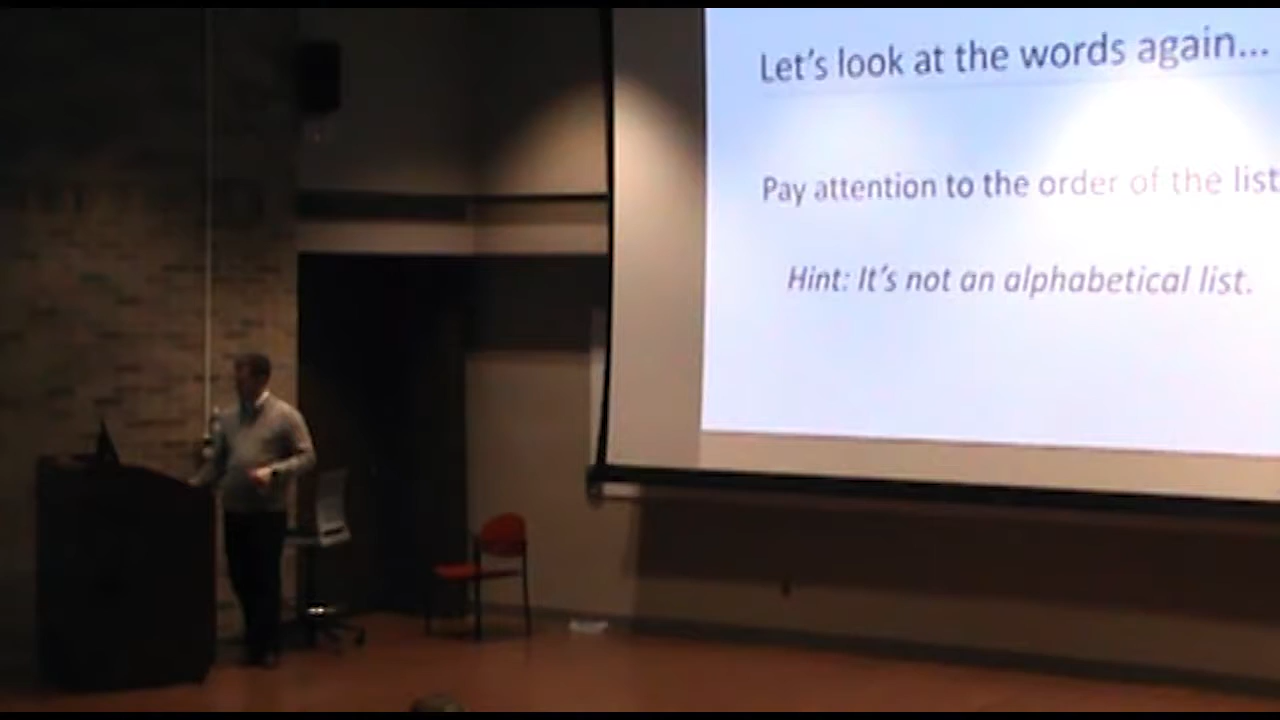 Let's look at the words again...
Pay attention to the order of the list
Hint: It's not an alphabetical list.